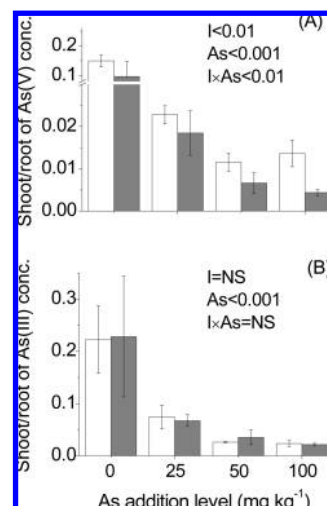 (A)
I<0.01
As<0.001
I×As<0.01
Shoot/root of As(V) conc.
0.2
0.1
0.02
0.01
0.00
(B)
I=NS
As<0.001
I×As=NS
Shoot/root of As(III) conc.
0.3
0.2
0.1
0.0
0 25 50 100
As addition level (mg kg⁻¹)